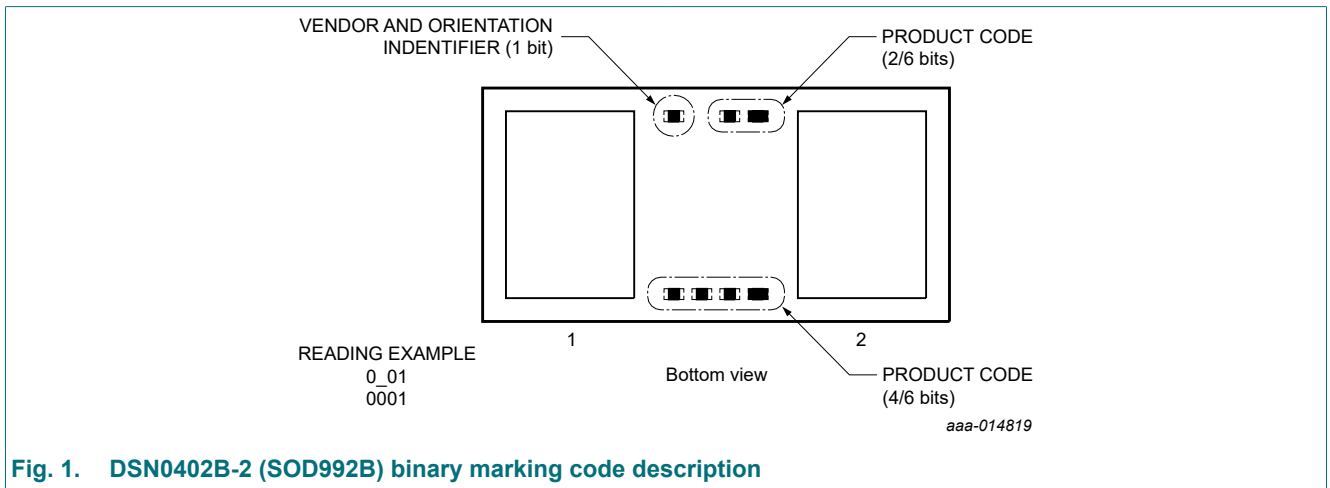 VENDOR AND ORIENTATION
INDENTIFIER (1 bit)
PRODUCT CODE
(2/6 bits)
1
2
READING EXAMPLE
0_01
0001
Bottom view
PRODUCT CODE
(4/6 bits)
aaa-014819
Fig. 1. DSN0402B-2 (SOD992B) binary marking code description